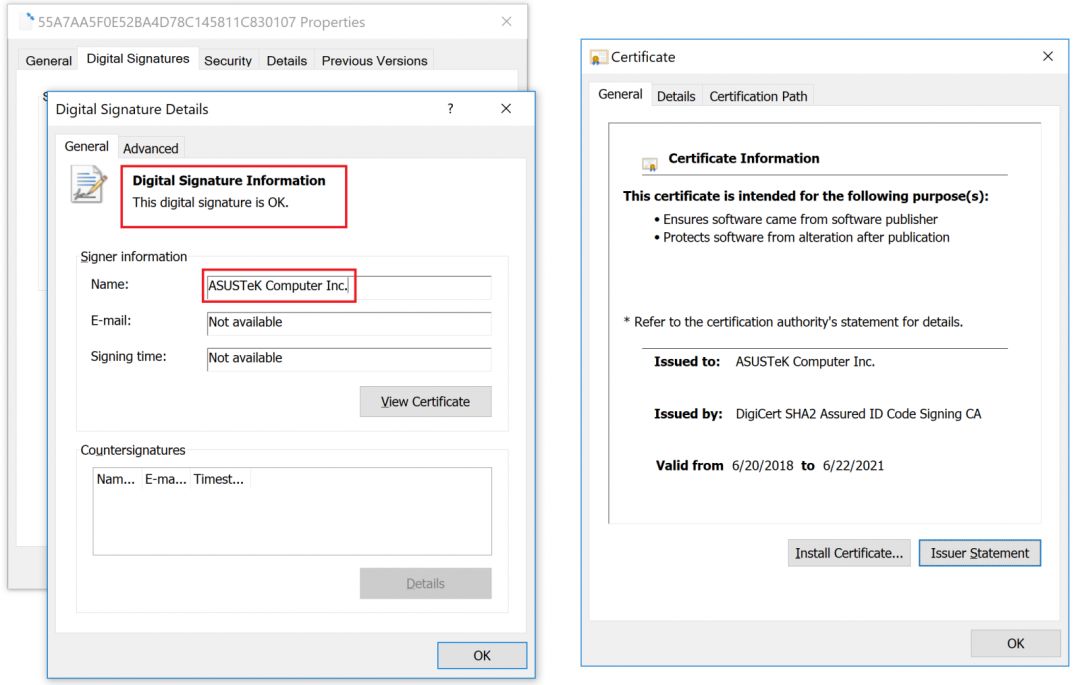 55A7AA5F0E52BA4D78C145811C830107 Properties
General Digital Signatures Security Details Previous Versions
Digital Signature Details
General Advanced
Digital Signature Information
This digital signature is OK.
Signer information
Name: ASUSTeK Computer Inc.
E-mail: Not available
Signing time: Not available
View Certificate
Countersignatures
Nam... E-ma... Timest...
Details
OK
Certificate
General Details Certification Path
Certificate Information
This certificate is intended for the following purpose(s):
• Ensures software came from software publisher
• Protects software from alteration after publication
* Refer to the certification authority's statement for details.
Issued to: ASUSTeK Computer Inc.
Issued by: DigiCert SHA2 Assured ID Code Signing CA
Valid from 6/20/2018 to 6/22/2021
Install Certificate... Issuer Statement
OK